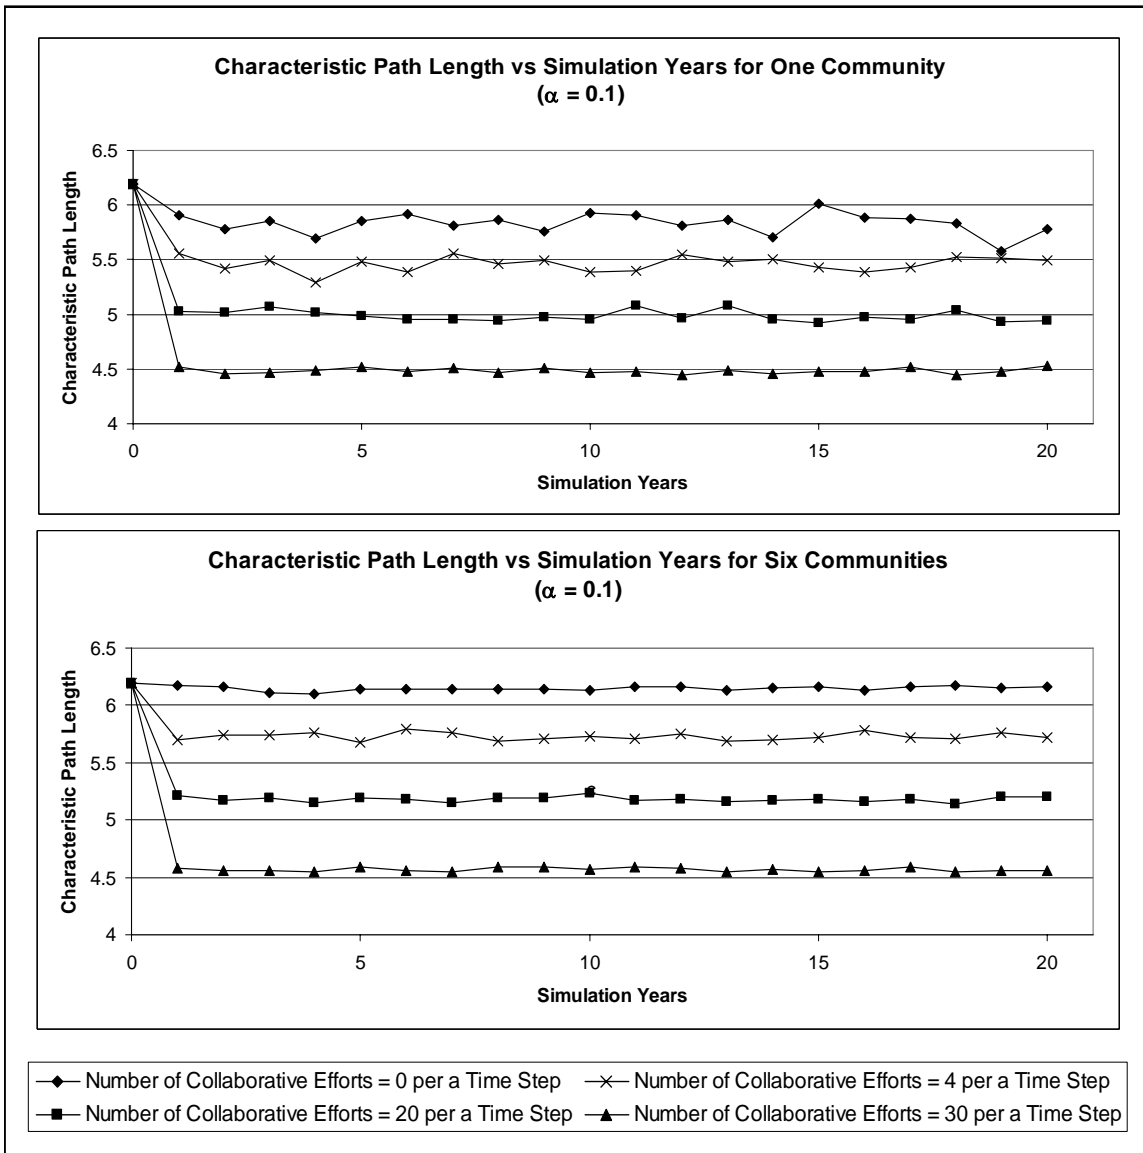 Characteristic Path Length vs Simulation Years for One Community
(α = 0.1)
6.5
6
5.5
5
4.5
4
Characteristic Path Length
0 5 10 15 20
Simulation Years
Characteristic Path Length vs Simulation Years for Six Communities
(α = 0.1)
6.5
6
5.5
5
4.5
4
Characteristic Path Length
0 5 10 15 20
Simulation Years
Number of Collaborative Efforts = 0 per a Time Step Number of Collaborative Efforts = 4 per a Time Step
Number of Collaborative Efforts = 20 per a Time Step Number of Collaborative Efforts = 30 per a Time Step